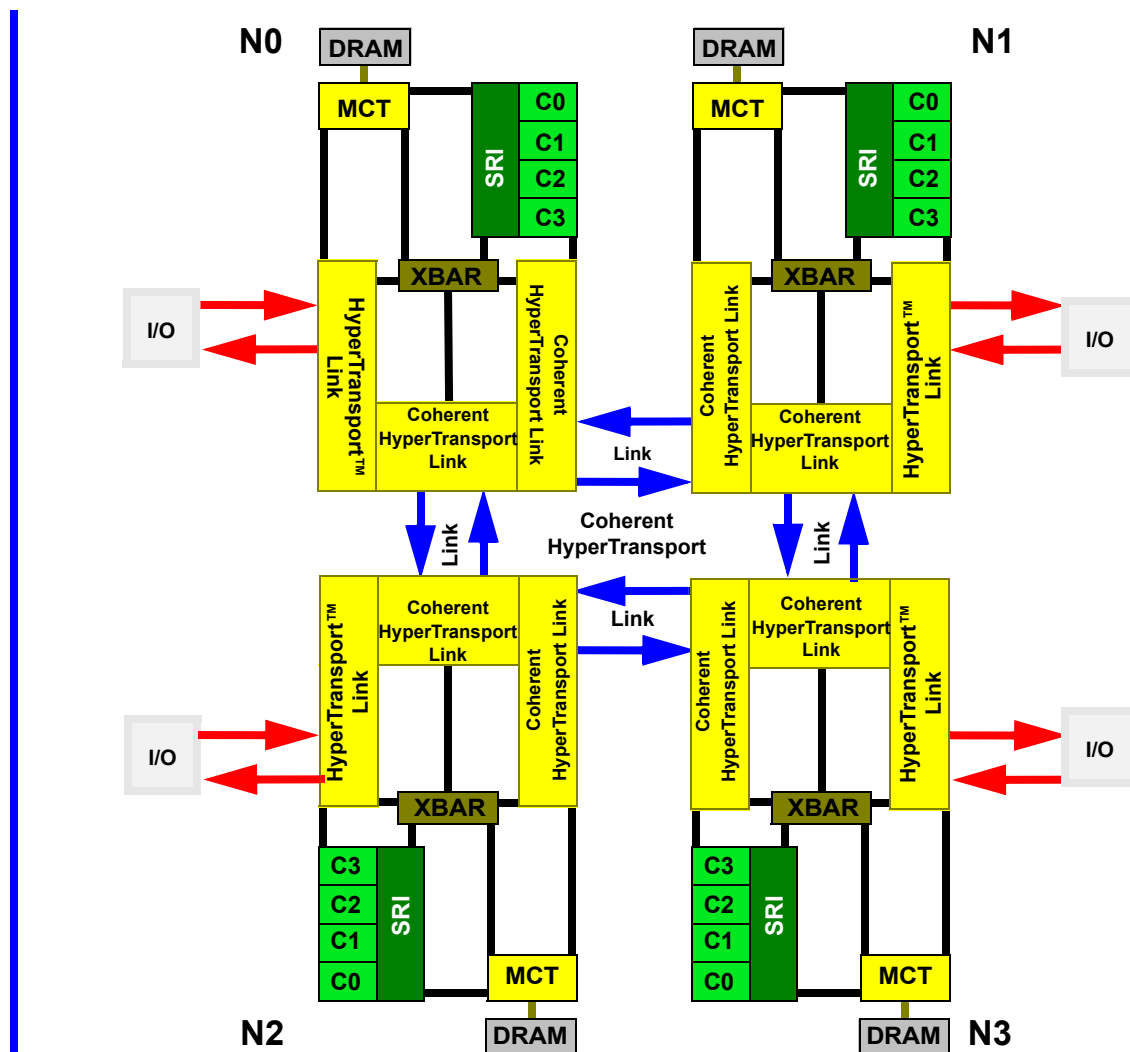 N0
DRAM
MCT
SRI
C0
C1
C2
C3
XBAR
I/O
HyperTransport™
Link
Coherent
HyperTransport Link
Coherent
HyperTransport
Link
N1
DRAM
MCT
SRI
C0
C1
C2
C3
XBAR
I/O
Coherent
HyperTransport Link
Coherent
HyperTransport
Link
HyperTransport™
Link
Link
Link
Coherent
HyperTransport
Link
Link
HyperTransport™
Link
Coherent
HyperTransport
Link
Coherent
HyperTransport Link
I/O
XBAR
C3
C2
C1
C0
SRI
MCT
DRAM
N2
Coherent
HyperTransport Link
Coherent
HyperTransport
Link
HyperTransport™
Link
I/O
XBAR
C3
C2
C1
C0
SRI
MCT
DRAM
N3